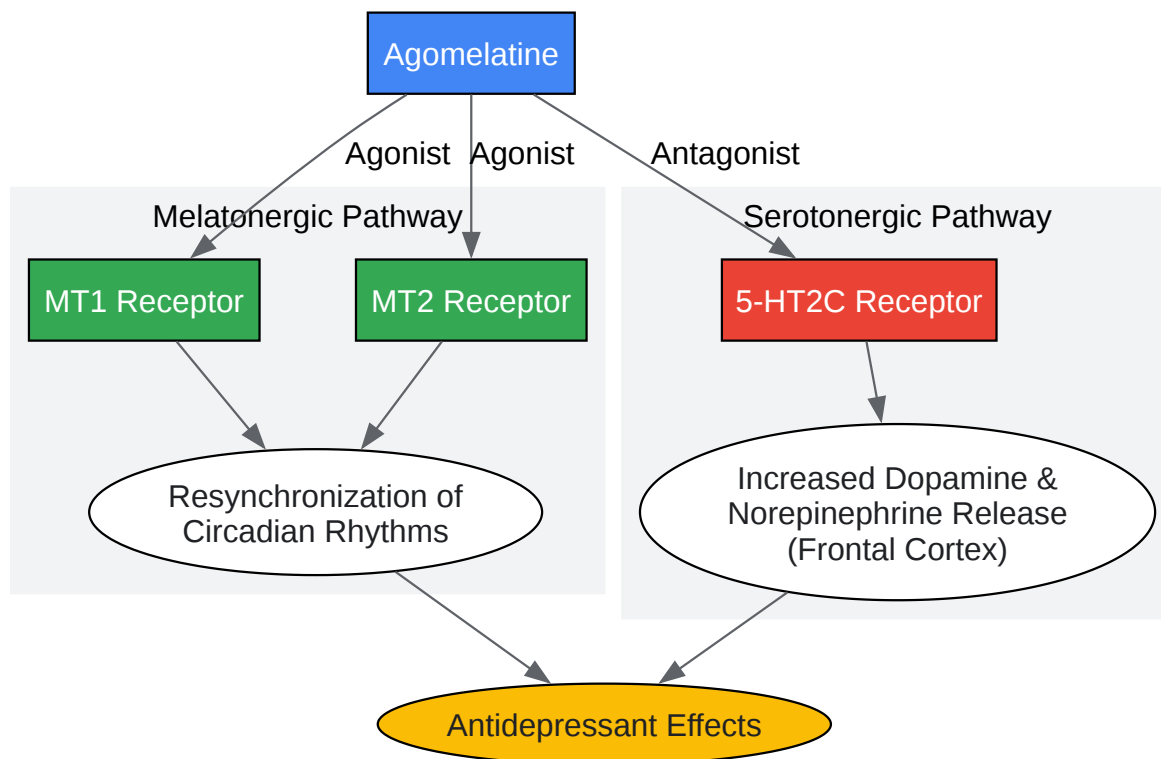 Agomelatine
Agonist
Agonist
Antagonist
Melatonergic Pathway
Serotonergic Pathway
MT1 Receptor
MT2 Receptor
5-HT2C Receptor
Resynchronization of
Circadian Rhythms
Increased Dopamine &
Norepinephrine Release
(Frontal Cortex)
Antidepressant Effects